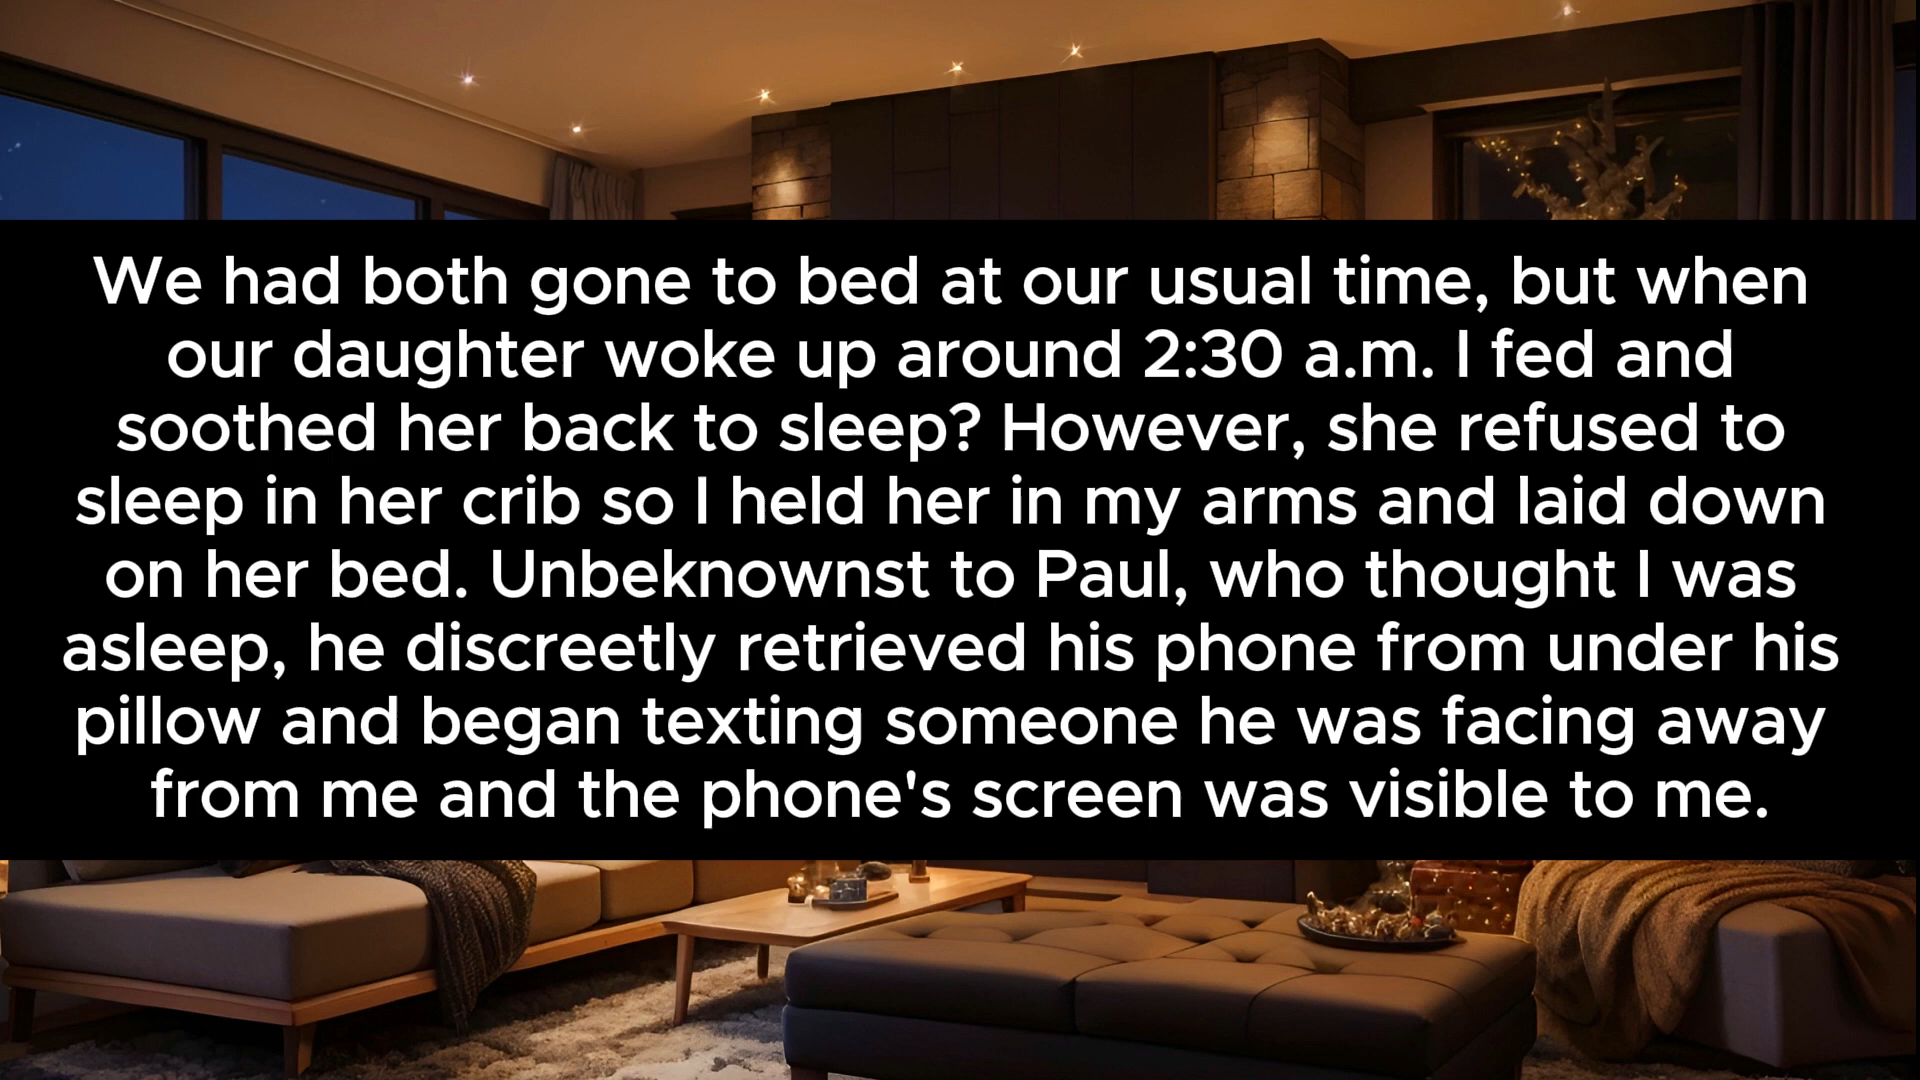 We had both gone to bed at our usual time, but when
our daughter woke up around 2:30 a.m. I fed and
soothed her back to sleep? However, she refused to
sleep in her crib so I held her in my arms and laid down
on her bed. Unbeknownst to Paul, who thought I was
asleep, he discreetly retrieved his phone from under his
pillow and began texting someone he was facing away
from me and the phone's screen was visible to me.